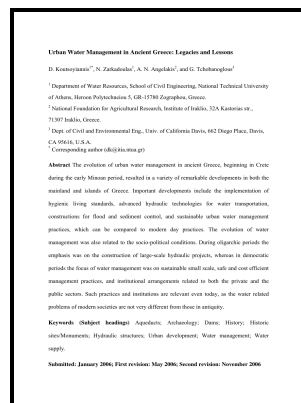 Urban Water Management in Ancient Greece: Legacies and Lessons
D. Koutsoyiannis¹*, N. Zarkadoulas¹, A. N. Angelakis², and G. Tchobanoglous³
¹ Department of Water Resources, School of Civil Engineering, National Technical University
of Athens, Heroon Polytechneiou 5, GR-15780 Zographou, Greece.
² National Foundation for Agricultural Research, Institute of Iraklio, 32A Kastorias str.,
71307 Iraklio, Greece.
³ Dept. of Civil and Environmental Eng., Univ. of California Davis, 662 Diego Place, Davis,
CA 95616, U.S.A.
* Corresponding author (dk@itia.ntua.gr)
Abstract The evolution of urban water management in ancient Greece, beginning in Crete
during the early Minoan period, resulted in a variety of remarkable developments in both the
mainland and islands of Greece. Important developments include the implementation of
hygienic living standards, advanced hydraulic technologies for water transportation,
constructions for flood and sediment control, and sustainable urban water management
practices, which can be compared to modern day practices. The evolution of water
management was also related to the socio-political conditions. During oligarchic periods the
emphasis was on the construction of large-scale hydraulic projects, whereas in democratic
periods the focus of water management was on sustainable small scale, safe and cost efficient
management practices, and institutional arrangements related to both the private and the
public sectors. Such practices and institutions are relevant even today, as the water related
problems of modern societies are not very different from those in antiquity.
Keywords (Subject headings) Aqueducts; Archaeology; Dams; History; Historic
sites/Monuments; Hydraulic structures; Urban development; Water management; Water
supply.
Submitted: January 2006; First revision: May 2006; Second revision: November 2006